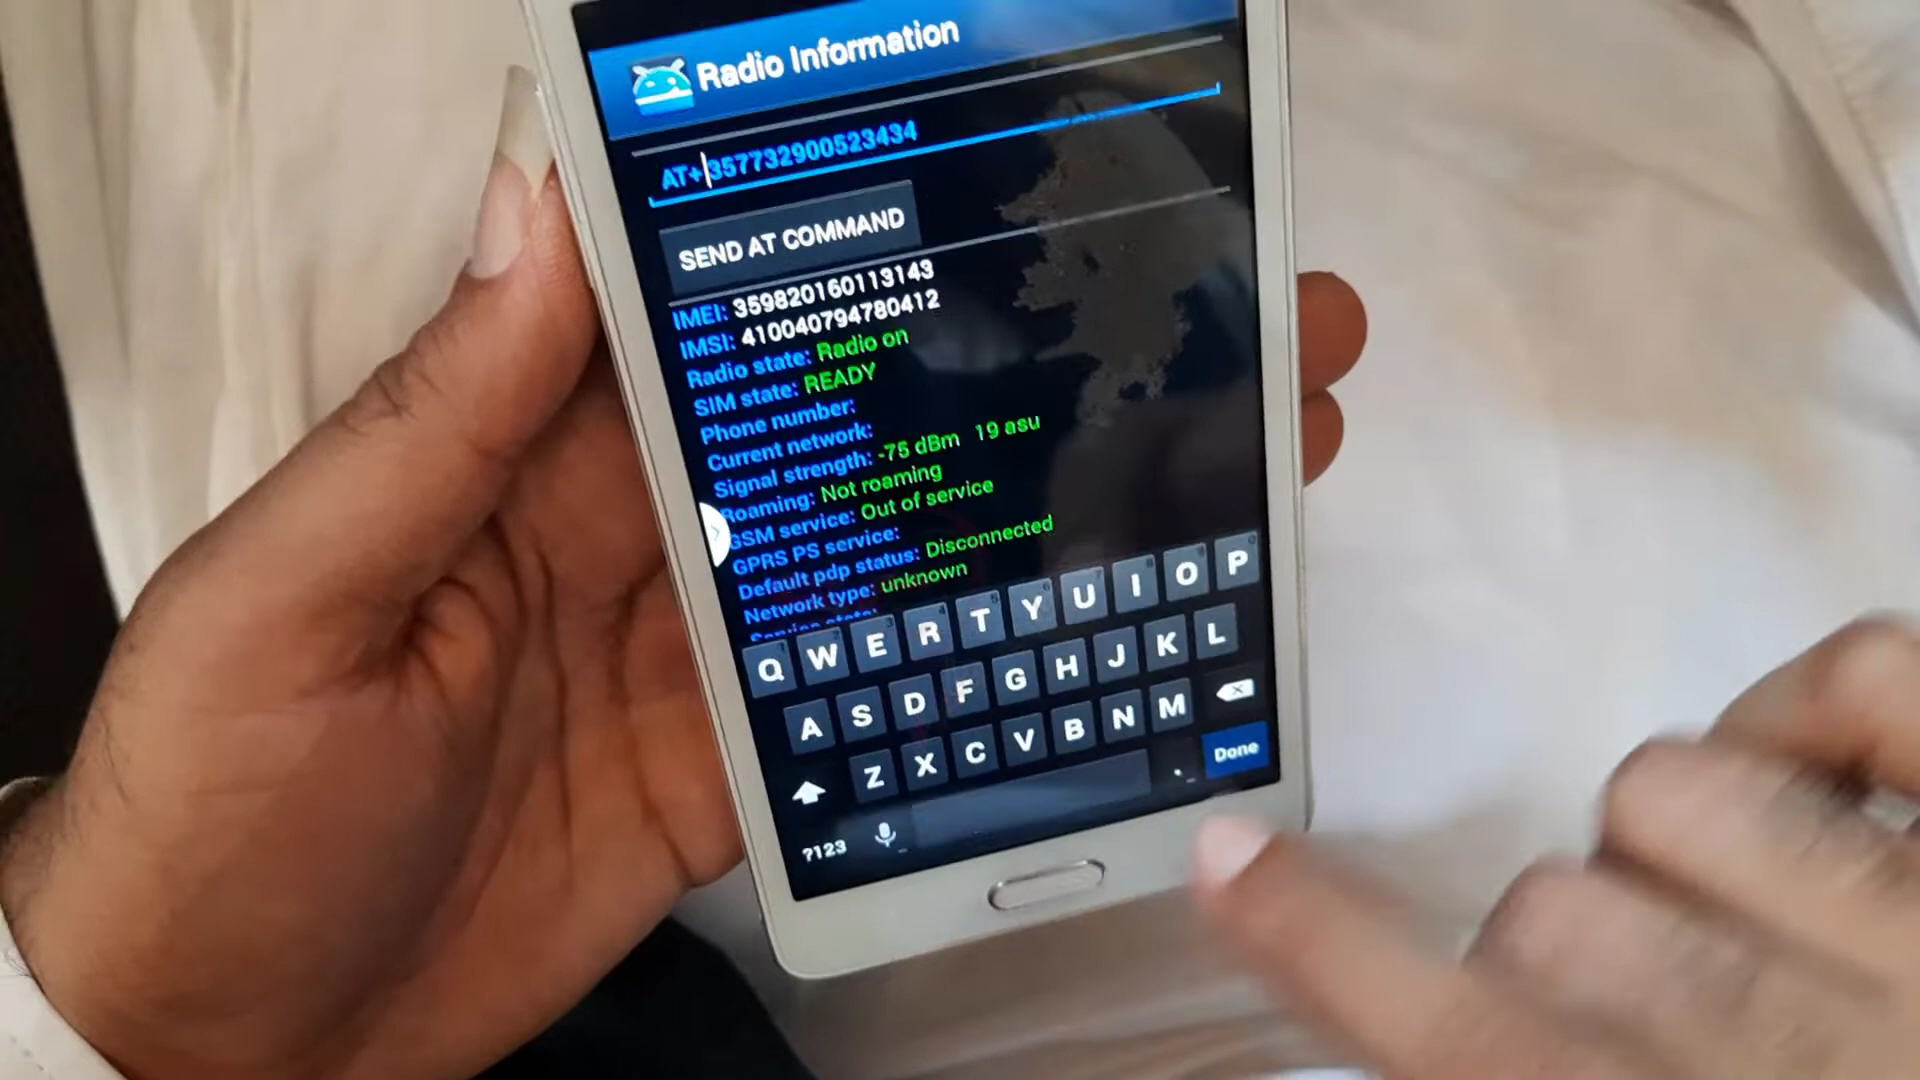 Radio Information
AT+357732900523434
SEND AT COMMAND
IMEI: 359820160113143
IMSI: 410040794780412
Radio state: Radio on
SIM state: READY
Phone number:
Current network:
Signal strength: -75 dBm 19 asu
Roaming: Not roaming
GSM service: Out of service
GPRS PS service:
Default pdp status: Disconnected
Network type: unknown
Q W E R T Y U I O P
A S D F G H J K L
Z X C V B N M
?123 Done